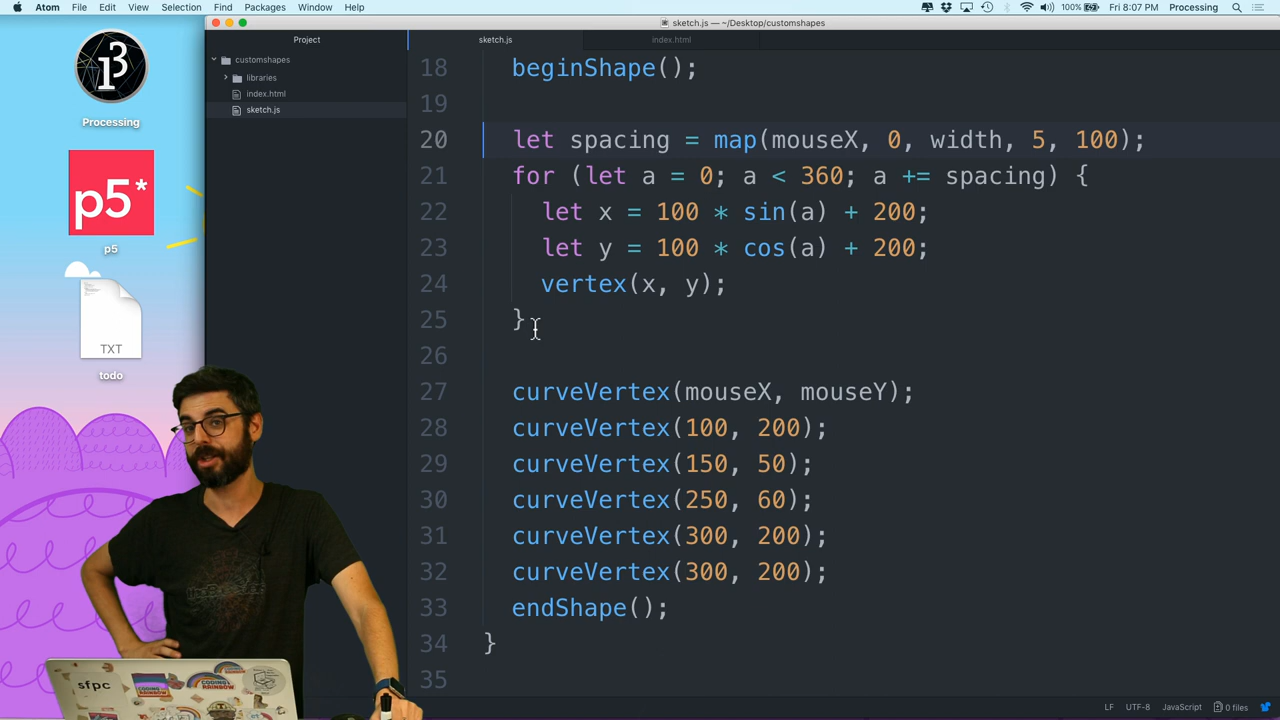 Atom File Edit View Selection Find Packages Window Help
100% Fri 8:07 PM Processing
sketch.js — ~/Desktop/customshapes
Project
sketch.js
index.html
customshapes
libraries
index.html
sketch.js
Processing
p5*
p5
TXT
todo
18 beginShape();
19
20 let spacing = map(mouseX, 0, width, 5, 100);
21 for (let a = 0; a < 360; a += spacing) {
22 let x = 100 * sin(a) + 200;
23 let y = 100 * cos(a) + 200;
24 vertex(x, y);
25 }
26
27 curveVertex(mouseX, mouseY);
28 curveVertex(100, 200);
29 curveVertex(150, 50);
30 curveVertex(250, 60);
31 curveVertex(300, 200);
32 curveVertex(300, 200);
33 endShape();
34 }
35
sfpc
CODING RAINBOW
LF UTF-8 JavaScript 0 files